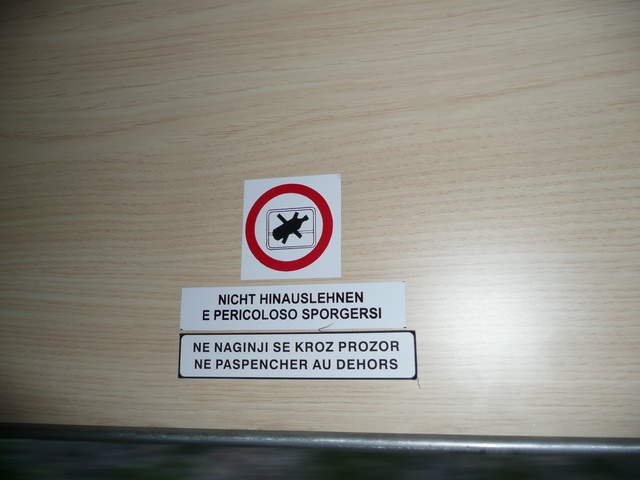 NICHT HINAUSLEHNEN
E PERICOLOSO SPORGERSI
NE NAGINJI SE KROZ PROZOR
NE PASPENCHER AU DEHORS